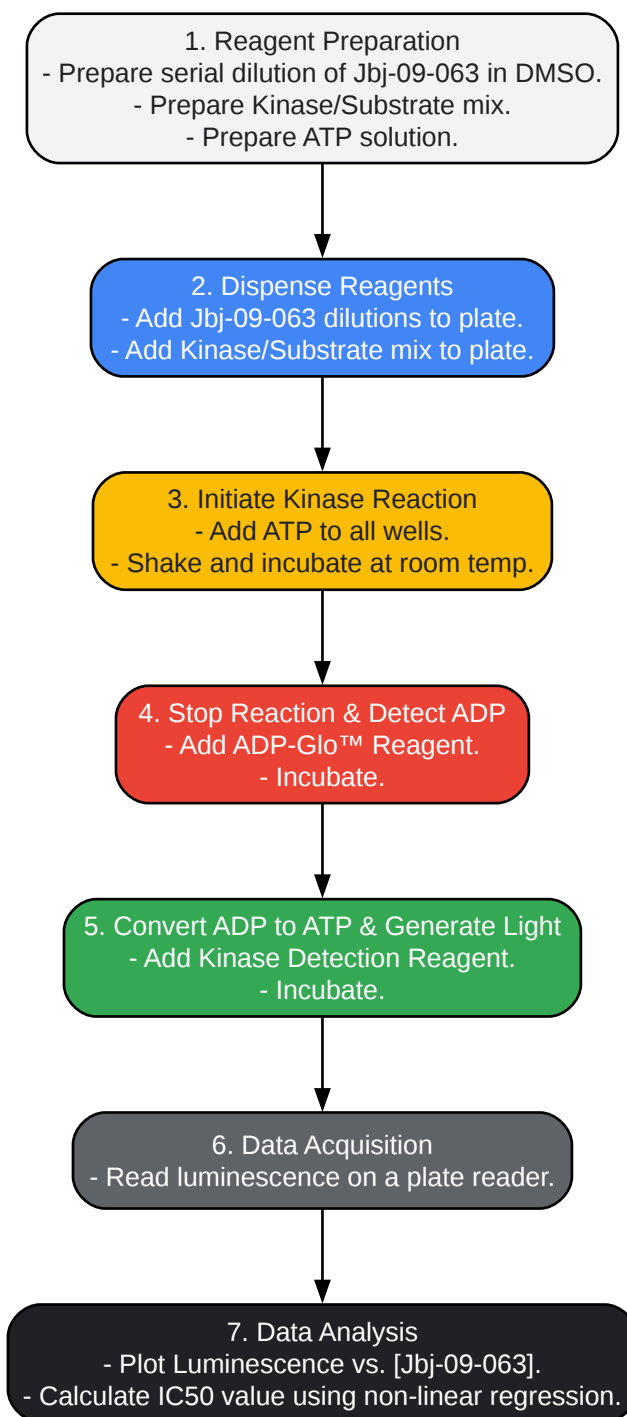 1. Reagent Preparation
- Prepare serial dilution of Jbj-09-063 in DMSO.
- Prepare Kinase/Substrate mix.
- Prepare ATP solution.
2. Dispense Reagents
- Add Jbj-09-063 dilutions to plate.
- Add Kinase/Substrate mix to plate.
3. Initiate Kinase Reaction
- Add ATP to all wells.
- Shake and incubate at room temp.
4. Stop Reaction & Detect ADP
- Add ADP-Glo™ Reagent.
- Incubate.
5. Convert ADP to ATP & Generate Light
- Add Kinase Detection Reagent.
- Incubate.
6. Data Acquisition
- Read luminescence on a plate reader.
7. Data Analysis
- Plot Luminescence vs. [Jbj-09-063].
- Calculate IC50 value using non-linear regression.